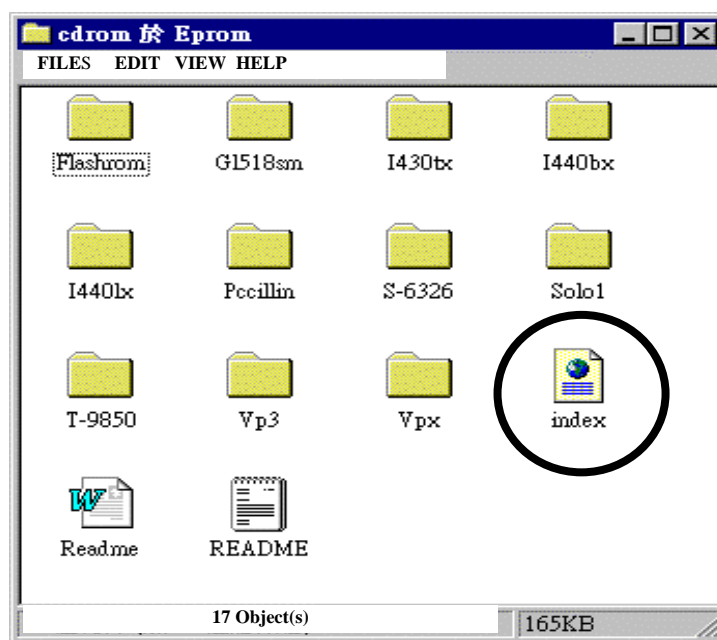 cdrom 於 Eprom
FILES EDIT VIEW HELP
Flashrom Gl518sm I430tx I440bx
I440lx Pccillin S-6326 Solo1
T-9850 Vp3 Vpx index
Readme README
17 Object(s) 165KB